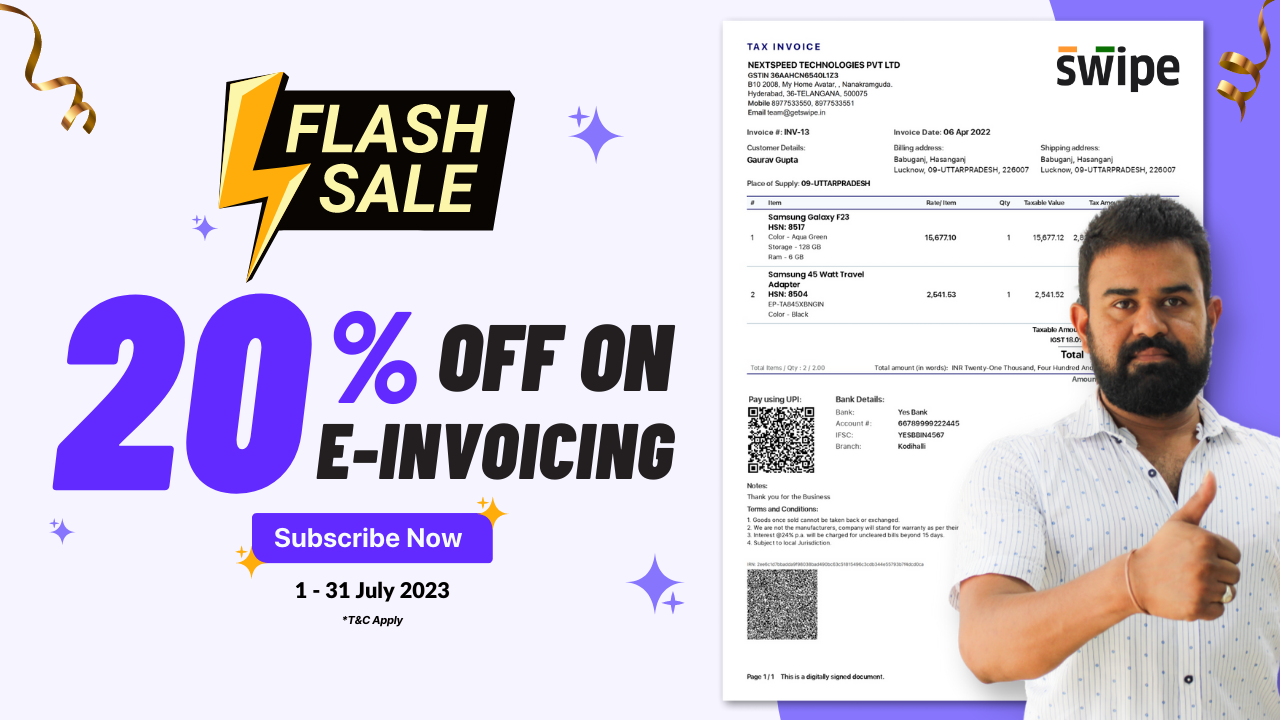 FLASH
SALE
20% OFF ON
E-INVOICING
Subscribe Now
1 - 31 July 2023
*T&C Apply
TAX INVOICE
swipe
NEXTSPEED TECHNOLOGIES PVT LTD
GSTIN 36AAHCN6540L1Z3
B10 2008, My Home Avatar, , Nanakramguda.
Hyderabad, 36-TELANGANA, 500075
Mobile 8977533550, 8977533551
Email team@getswipe.in
Invoice #: INV-13 Invoice Date: 06 Apr 2022
Customer Details: Billing address: Shipping address:
Gaurav Gupta Babuganj, Hasanganj Babuganj, Hasanganj
Lucknow, 09-UTTARPRADESH, 226007 Lucknow, 09-UTTARPRADESH, 226007
Place of Supply: 09-UTTARPRADESH
# Item Rate/ Item Qty Taxable Value Tax
Samsung Galaxy F23
HSN: 8517
1 Color - Aqua Green 15,677.10 1 15,677.12
Storage - 128 GB
Ram - 6 GB
Samsung 45 Watt Travel
Adapter
2 HSN: 8504 2,541.53 1 2,541.52
EP-TA845XBNGIN
Color - Black
Taxable
IGST
Total
Total Items / Qty : 2 / 2.00 Total amount (in words): INR Twenty-One Thousand, Four Hundred
Pay using UPI: Bank Details:
Bank: Yes Bank
Account #: 66789999222445
IFSC: YESBBIN4567
Branch: Kodihalli
Notes:
Thank you for the Business
Terms and Conditions:
1. Goods once sold cannot be taken back or exchanged.
2. We are not the manufacturers, company will stand for warranty as per their
3. Interest @24% p.a. will be charged for uncleared bills beyond 15 days.
4. Subject to local Jurisdiction
IRN:
Page 1 / 1 This is a digitally signed document.